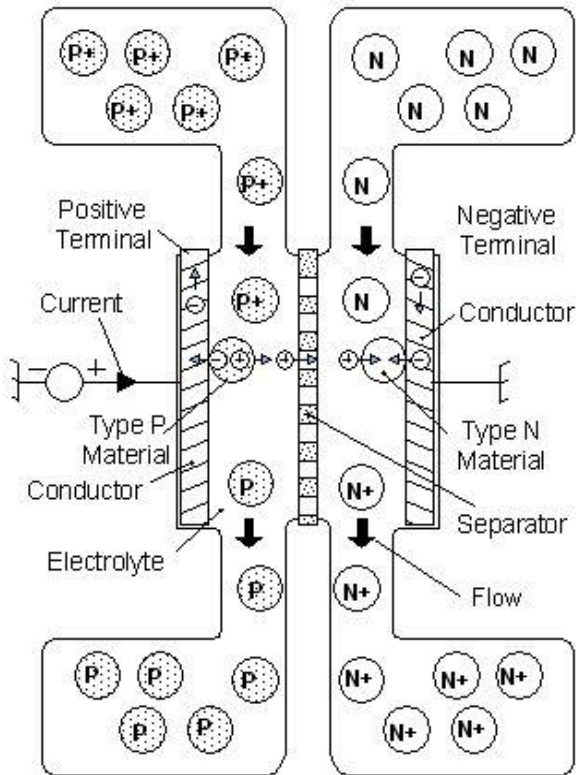 P+ P+ P+ N N N
P+ P+ N N
P+ N
Positive
Terminal
Negative
Terminal
P+ N
Current
Conductor
− +
− + + + −
Type P
Material
Conductor
Type N
Material
P N+
Separator
Electrolyte
P N+
Flow
P P P N+ N+ N+
P P N+ N+